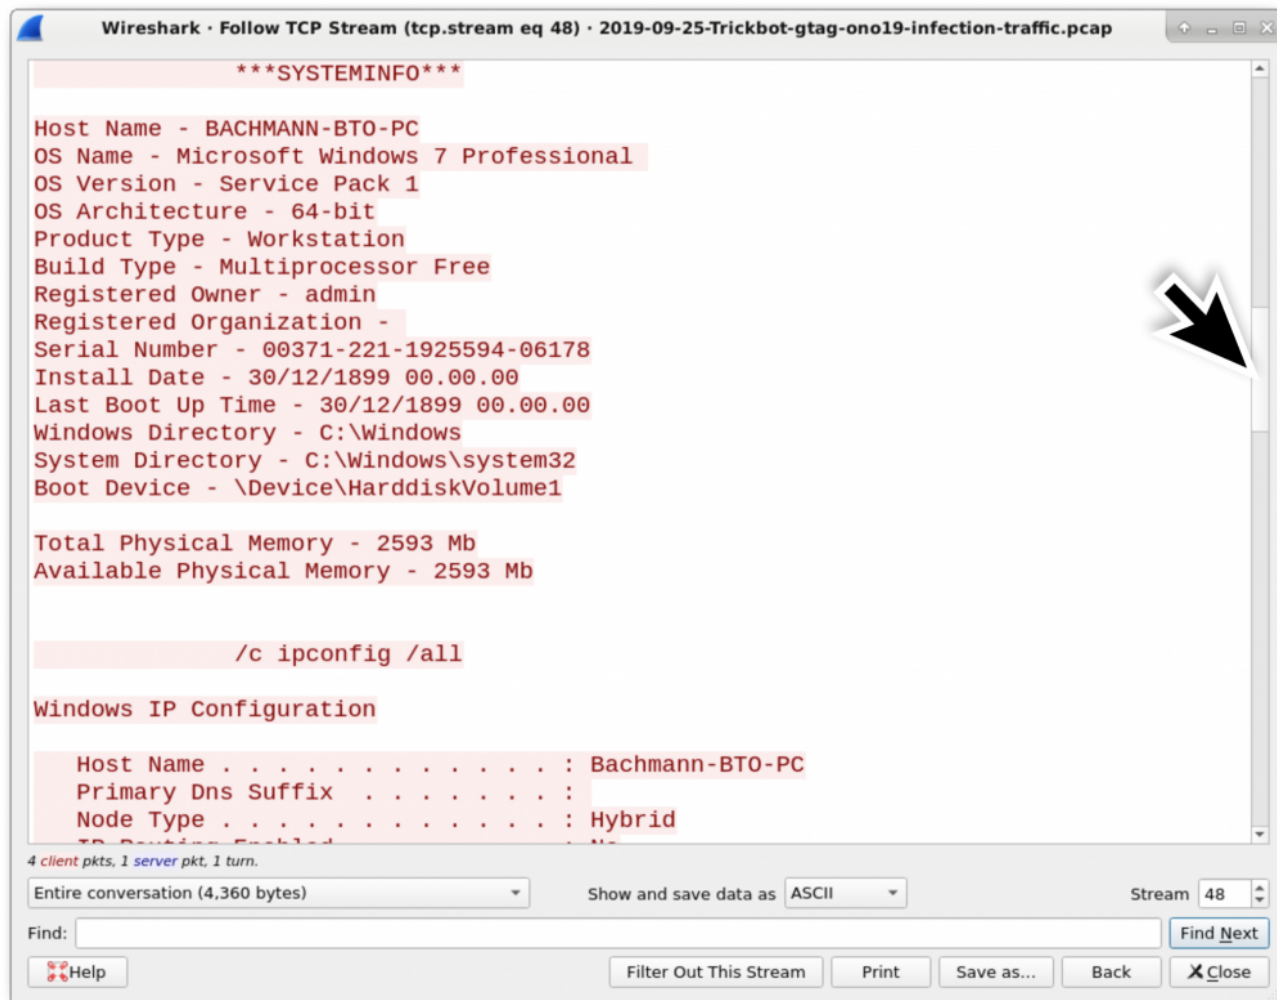 Wireshark · Follow TCP Stream (tcp.stream eq 48) · 2019-09-25-Trickbot-gtag-ono19-infection-traffic.pcap
***SYSTEMINFO***
Host Name - BACHMANN-BTO-PC
OS Name - Microsoft Windows 7 Professional
OS Version - Service Pack 1
OS Architecture - 64-bit
Product Type - Workstation
Build Type - Multiprocessor Free
Registered Owner - admin
Registered Organization -
Serial Number - 00371-221-1925594-06178
Install Date - 30/12/1899 00.00.00
Last Boot Up Time - 30/12/1899 00.00.00
Windows Directory - C:\Windows
System Directory - C:\Windows\system32
Boot Device - \Device\HarddiskVolume1
Total Physical Memory - 2593 Mb
Available Physical Memory - 2593 Mb
/c ipconfig /all
Windows IP Configuration
Host Name . . . . . . . . . . . . : Bachmann-BTO-PC
Primary Dns Suffix  . . . . . . . :
Node Type . . . . . . . . . . . . : Hybrid
IP Routing Enabled. . . . . . . . : No
4 client pkts, 1 server pkt, 1 turn.
Entire conversation (4,360 bytes)
Show and save data as ASCII
Stream 48
Find:
Find Next
Help
Filter Out This Stream
Print
Save as...
Back
Close